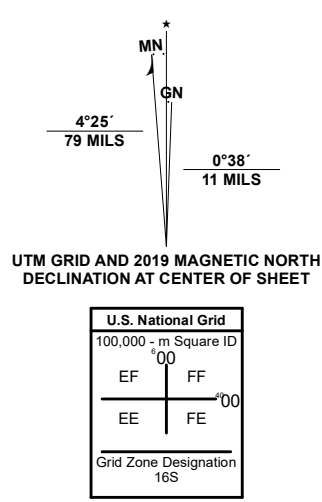 ★
MN
GN
4°25´
79 MILS
0°38´
11 MILS
UTM GRID AND 2019 MAGNETIC NORTH
DECLINATION AT CENTER OF SHEET
U.S. National Grid
100,000 - m Square ID
⁶00
EF FF
⁴⁰00
EE FE
Grid Zone Designation
16S